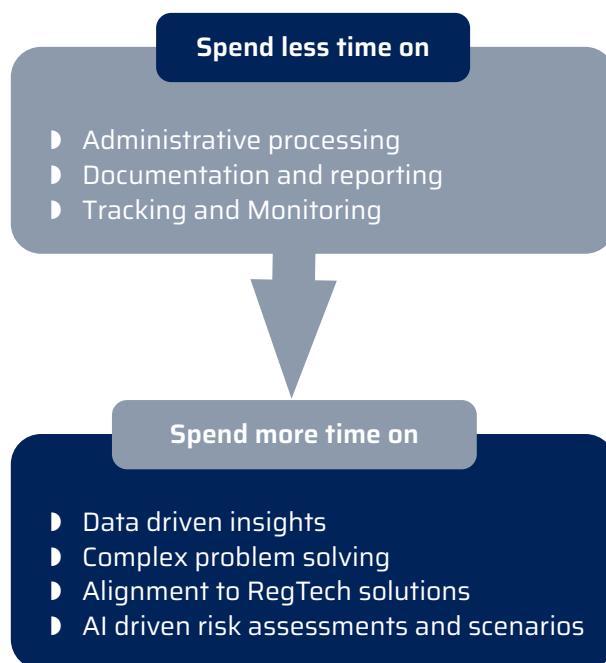 Spend less time on
Administrative processing
Documentation and reporting
Tracking and Monitoring
Spend more time on
Data driven insights
Complex problem solving
Alignment to RegTech solutions
AI driven risk assessments and scenarios